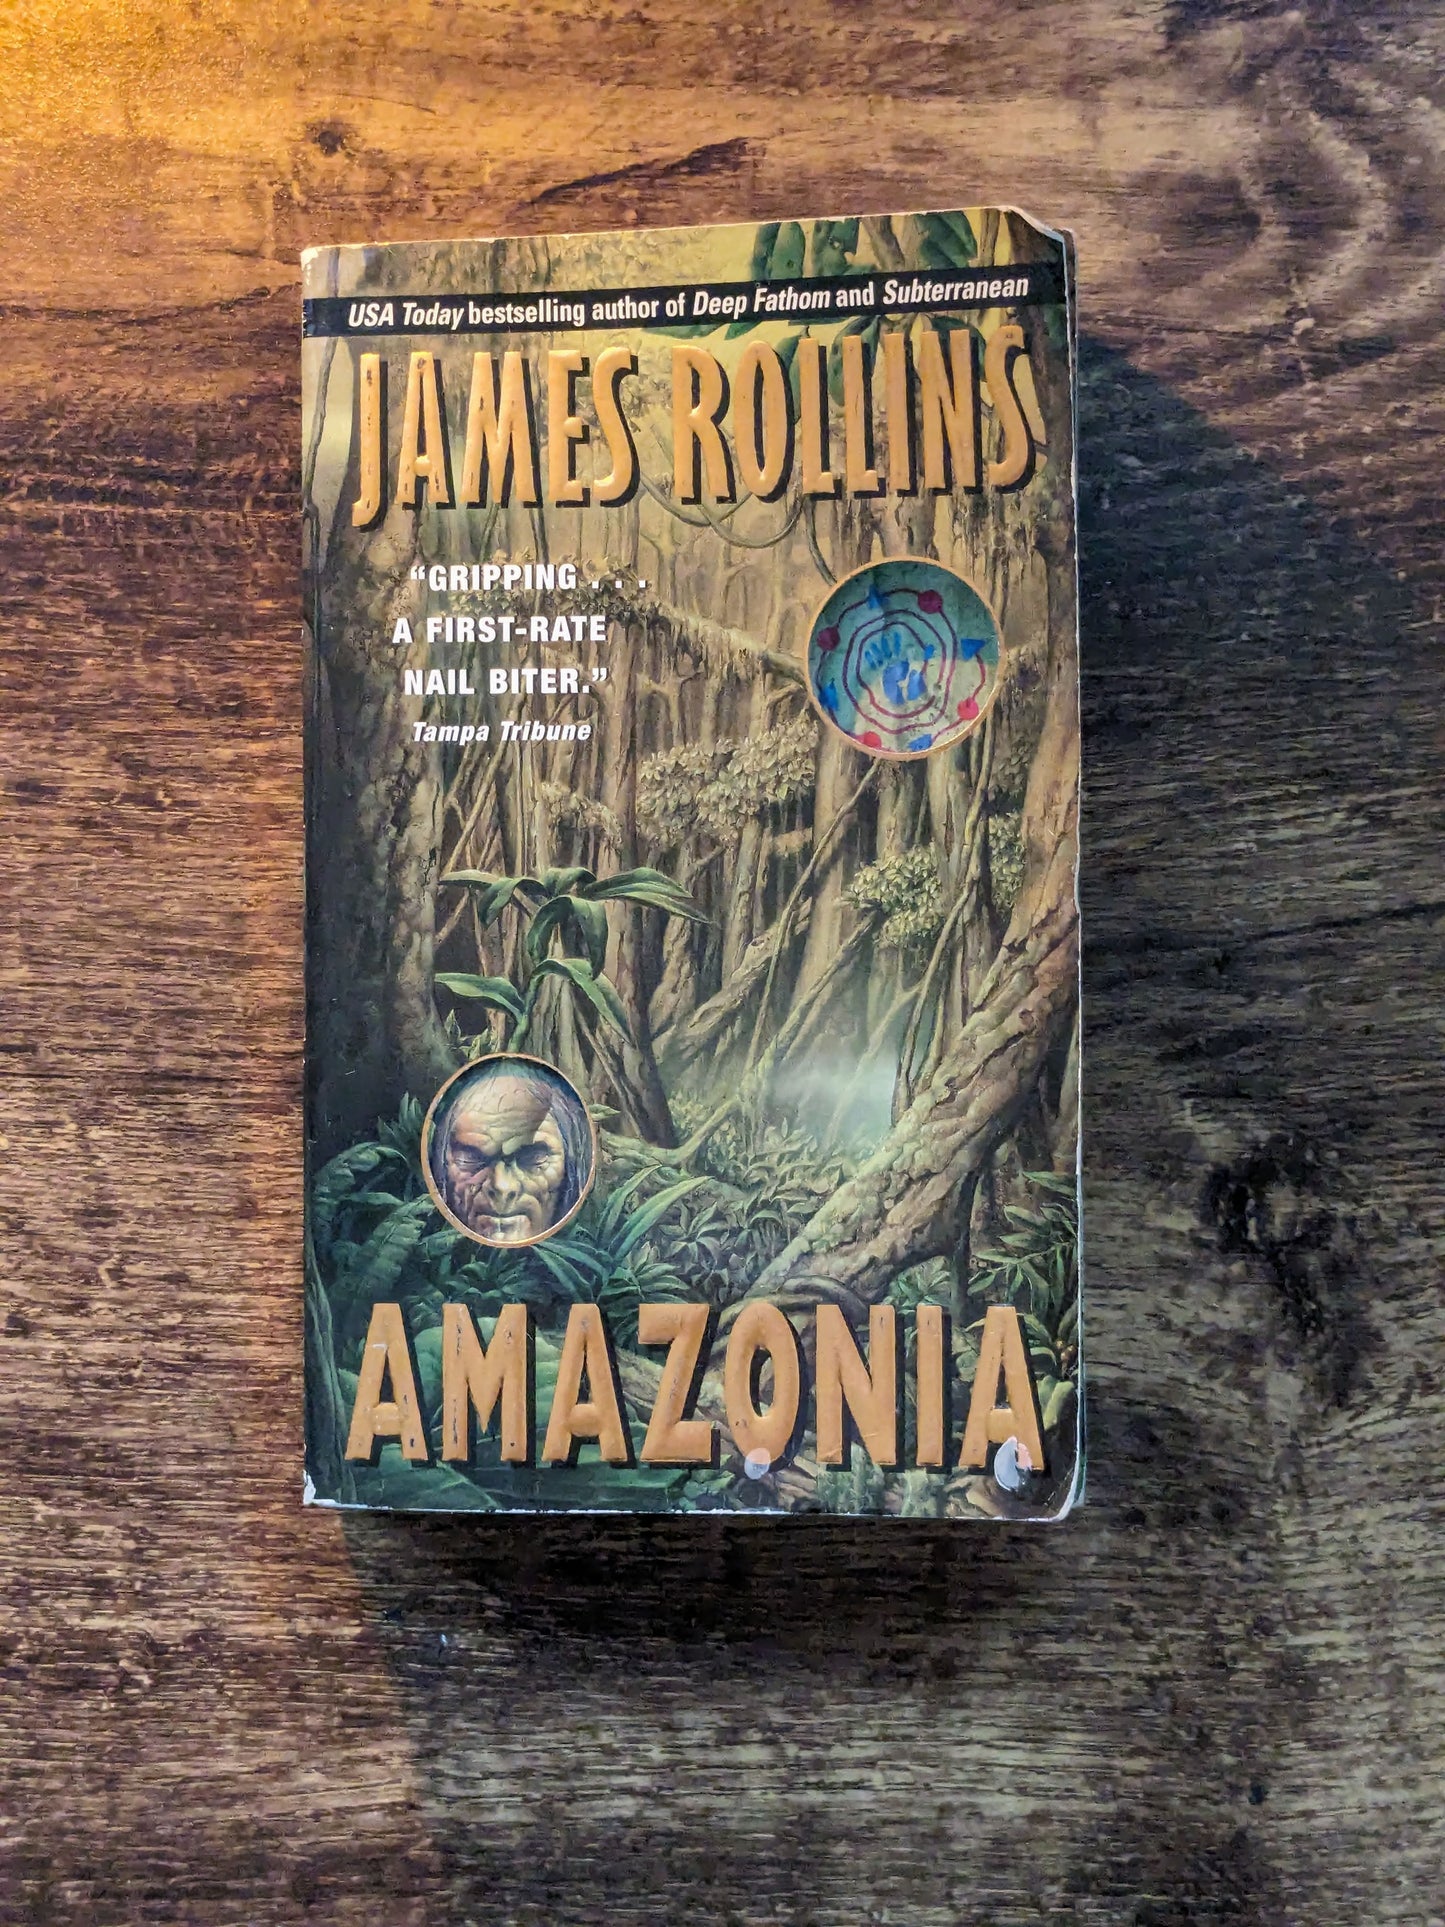 USA Today bestselling author of Deep Fathom and Subterranean
JAMES ROLLINS
“GRIPPING . . .
A FIRST-RATE
NAIL BITER.”
Tampa Tribune
AMAZONIA